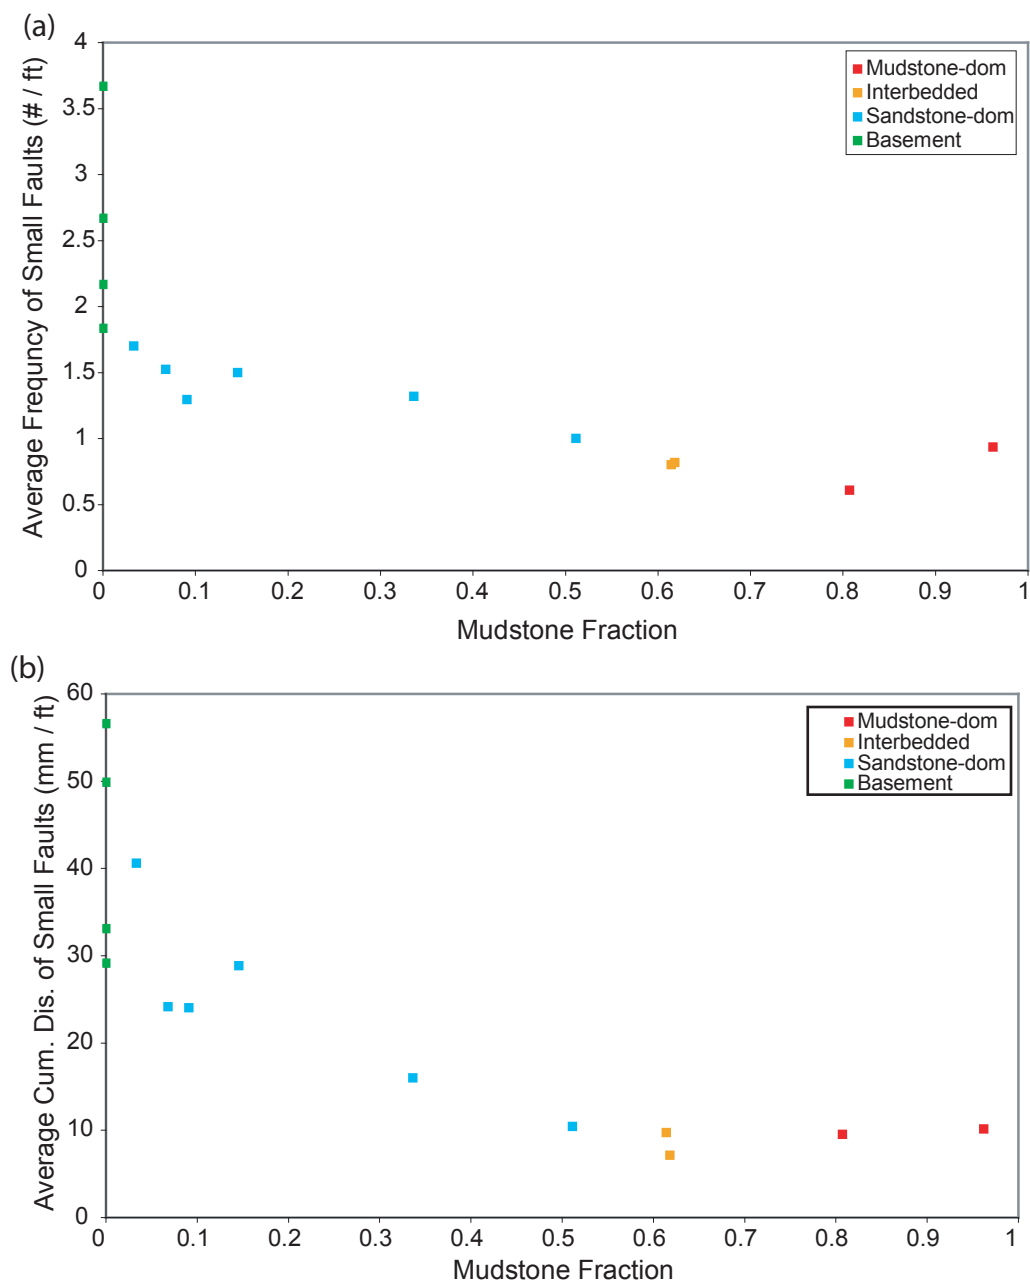 (a)
4
3.5
3
2.5
2
1.5
1
0.5
0
Average Frequncy of Small Faults (# / ft)
Mudstone-dom
Interbedded
Sandstone-dom
Basement
0 0.1 0.2 0.3 0.4 0.5 0.6 0.7 0.8 0.9 1
Mudstone Fraction
(b)
60
50
40
30
20
10
0
Average Cum. Dis. of Small Faults (mm / ft)
Mudstone-dom
Interbedded
Sandstone-dom
Basement
0 0.1 0.2 0.3 0.4 0.5 0.6 0.7 0.8 0.9 1
Mudstone Fraction